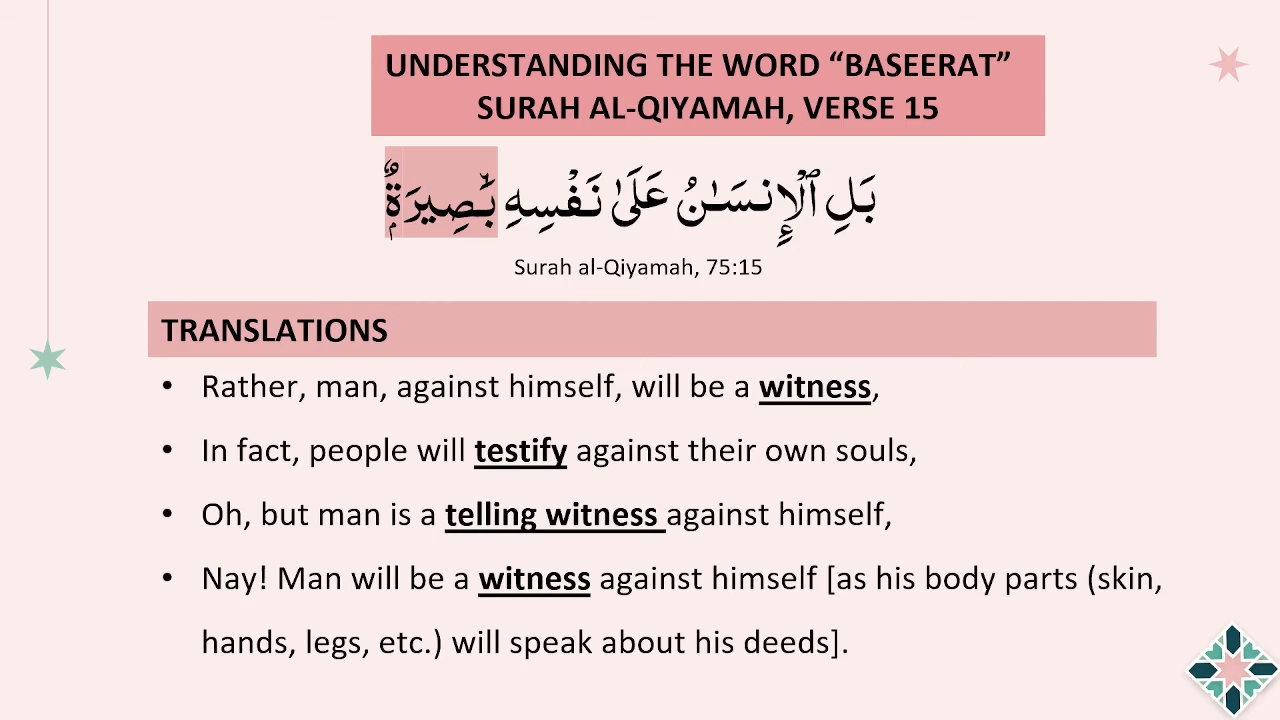 UNDERSTANDING THE WORD “BASEERAT”
SURAH AL-QIYAMAH, VERSE 15
بَلِ ٱلْإِنسَـٰنُ عَلَىٰ نَفْسِهِۦ بَصِيرَةٌ
Surah al-Qiyamah, 75:15
TRANSLATIONS
• Rather, man, against himself, will be a witness,
• In fact, people will testify against their own souls,
• Oh, but man is a telling witness against himself,
• Nay! Man will be a witness against himself [as his body parts (skin,
hands, legs, etc.) will speak about his deeds].